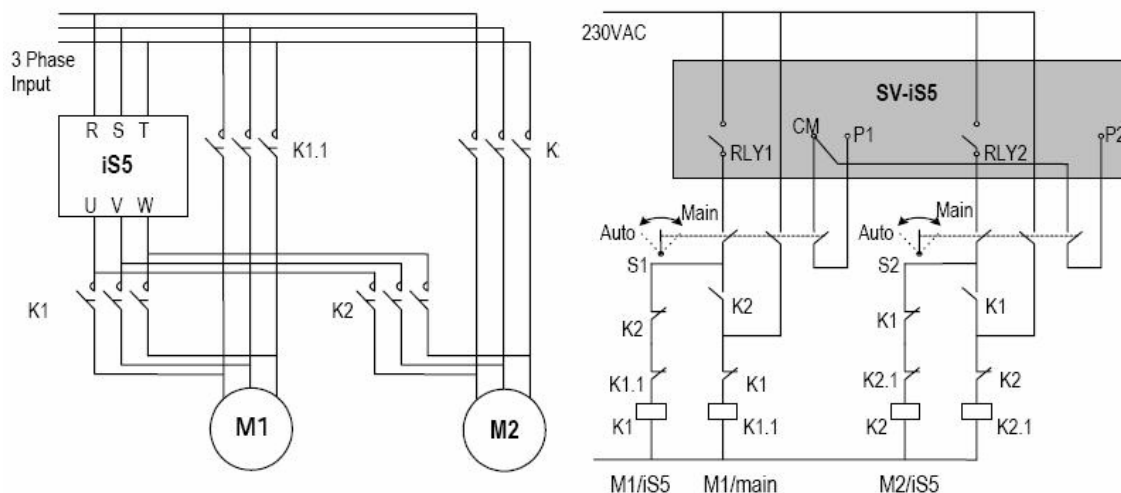 3 Phase
Input
R S T
iS5
U V W
K1.1
K
K1
K2
M1
M2
230VAC
SV-iS5
CM
P1
P2
RLY1
RLY2
Auto
Main
S1
Auto
Main
S2
K2
K2
K1
K1
K1.1
K1
K2.1
K2
K1
K1.1
K2
K2.1
M1/iS5
M1/main
M2/iS5